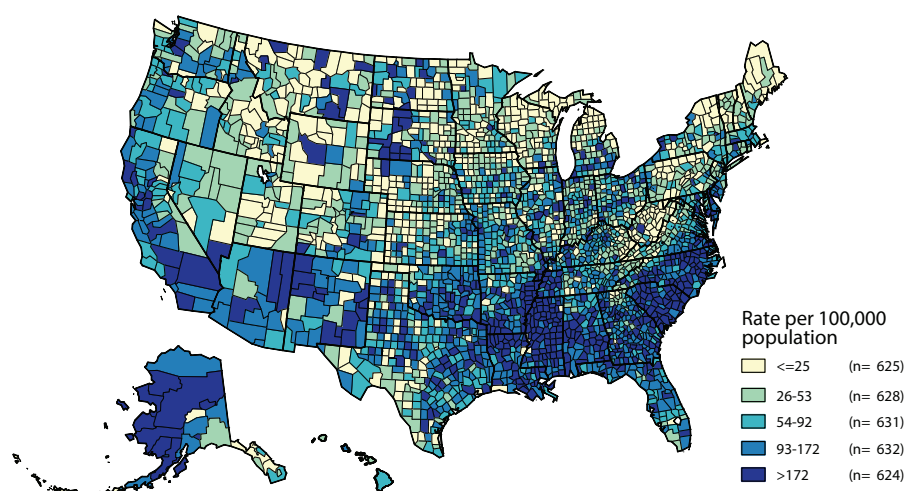 Rate per 100,000
population
<=25 (n= 625)
26-53 (n= 628)
54-92 (n= 631)
93-172 (n= 632)
>172 (n= 624)